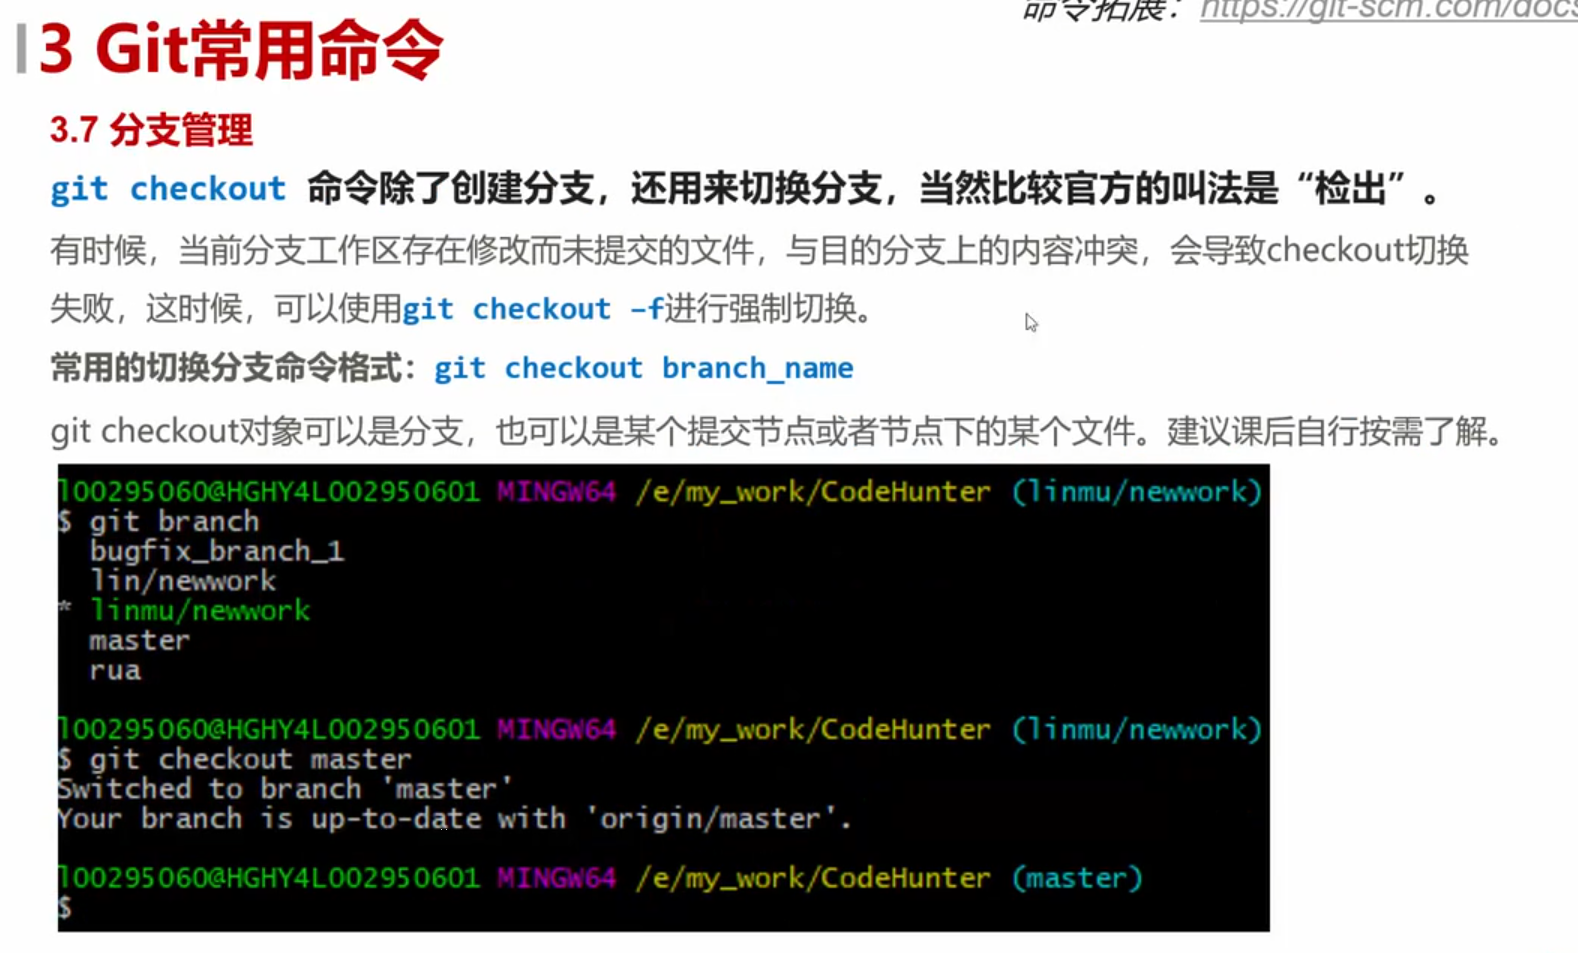 命令拓展：https://git-scm.com/docs
3 Git常用命令
3.7 分支管理
git checkout 命令除了创建分支，还用来切换分支，当然比较官方的叫法是“检出”。
有时候，当前分支工作区存在修改而未提交的文件，与目的分支上的内容冲突，会导致checkout切换
失败，这时候，可以使用git checkout –f进行强制切换。
常用的切换分支命令格式：git checkout branch_name
git checkout对象可以是分支，也可以是某个提交节点或者节点下的某个文件。建议课后自行按需了解。
l00295060@HGHY4L002950601 MINGW64 /e/my_work/CodeHunter (linmu/newwork)
$ git branch
bugfix_branch_1
lin/newwork
* linmu/newwork
master
rua
l00295060@HGHY4L002950601 MINGW64 /e/my_work/CodeHunter (linmu/newwork)
$ git checkout master
Switched to branch 'master'
Your branch is up-to-date with 'origin/master'.
l00295060@HGHY4L002950601 MINGW64 /e/my_work/CodeHunter (master)
$